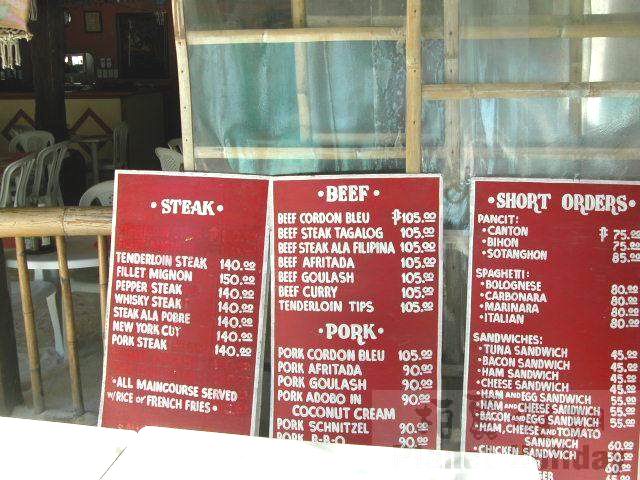 • STEAK •
TENDERLOIN STEAK 140.00
FILLET MIGNON 150.00
PEPPER STEAK 140.00
WHISKY STEAK 140.00
STEAK ALA POBRE 140.00
NEW YORK CUT 140.00
PORK STEAK 140.00
• ALL MAINCOURSE SERVED
W/RICE or FRENCH FRIES •
• BEEF •
BEEF CORDON BLEU ₱105.00
BEEF STEAK TAGALOG 105.00
BEEF STEAK ALA FILIPINA 105.00
BEEF AFRITADA 105.00
BEEF GOULASH 105.00
BEEF CURRY 105.00
TENDERLOIN TIPS 105.00
• PORK •
PORK CORDON BLEU 105.00
PORK AFRITADA 90.00
PORK GOULASH 90.00
PORK ADOBO IN
COCONUT CREAM 90.00
PORK SCHNITZEL 90.00
PORK B-B-Q 90.00
• SHORT ORDERS •
PANCIT:
• CANTON ₱ 75.00
• BIHON 75.00
• SOTANGHON 85.00
SPAGHETTI:
• BOLOGNESE 80.00
• CARBONARA 80.00
• MARINARA 80.00
• ITALIAN 80.00
SANDWICHES:
• TUNA SANDWICH 45.00
• BACON SANDWICH 45.00
• HAM SANDWICH 45.00
• CHEESE SANDWICH 45.00
• EGG SANDWICH
• HAM AND CHEESE SANDWICH 55.00
• BACON AND EGG SANDWICH 55.00
• HAM, CHEESE AND TOMATO
SANDWICH 60.00
• CHICKEN SANDWICH 60.00